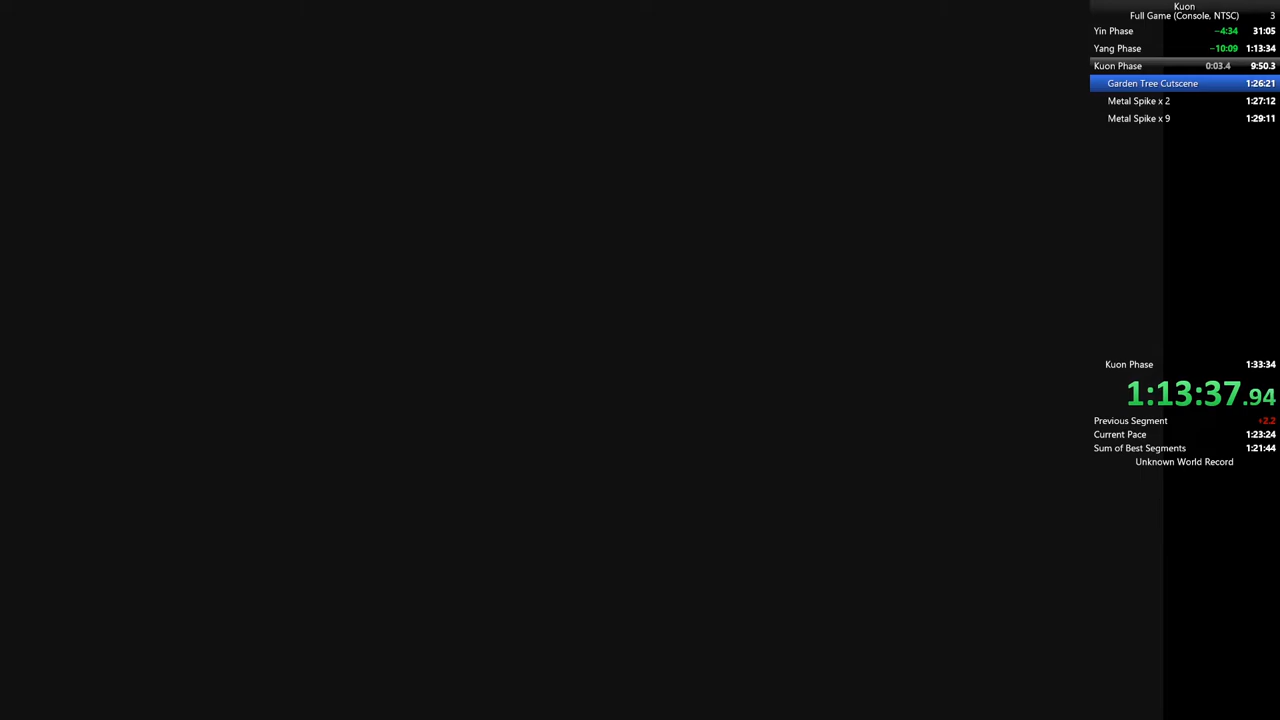 Kuon
Full Game (Console, NTSC) 3
Yin Phase −4:34 31:05
Yang Phase −10:09 1:13:34
Kuon Phase 0:03.4 9:50.3
Garden Tree Cutscene 1:26:21
Metal Spike x 2 1:27:12
Metal Spike x 9 1:29:11
Kuon Phase 1:33:34
1:13:37.94
Previous Segment +2.2
Current Pace 1:23:24
Sum of Best Segments 1:21:44
Unknown World Record